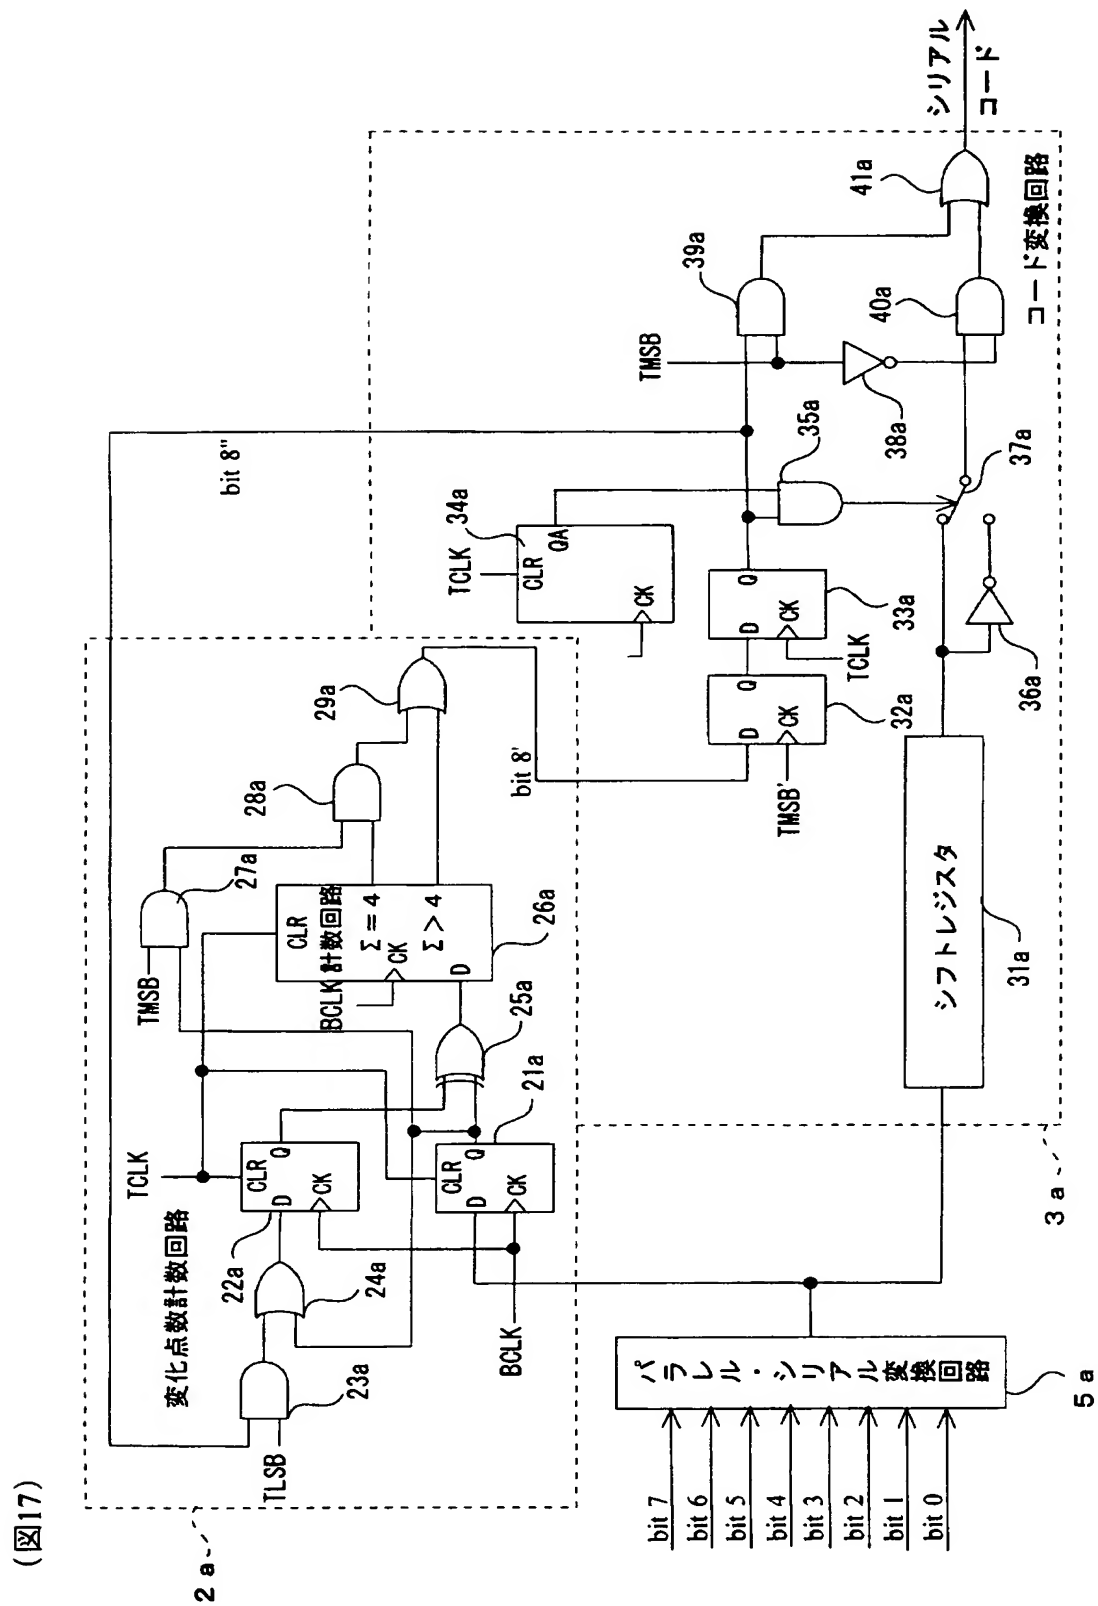 (図17)
2a
変化点数計数回路
TLSB
23a
24a
22a
TCLK
CLR
D
Q
CK
BCLK
CLR
D
Q
CK
21a
25a
TMSB
27a
BCLK
計数回路
CLR
Σ=4
Σ>4
CK
D
26a
28a
29a
bit 8'
bit 8"
TCLK
34a
CLR
QA
CK
TMSB'
D
Q
CK
32a
TCLK
D
Q
CK
33a
35a
TMSB
39a
38a
36a
37a
40a
41a
シリアル
コード
コード変換回路
シフトレジスタ
31a
3a
パラレル・シリアル変換回路
5a
bit 7
bit 6
bit 5
bit 4
bit 3
bit 2
bit 1
bit 0